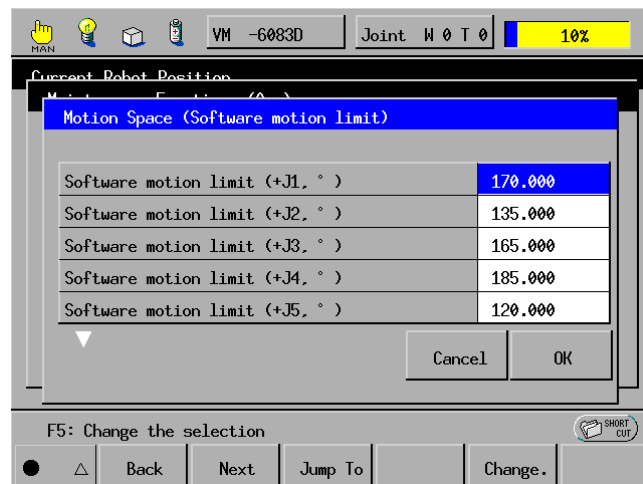 MAN
VM -6083D
Joint W 0 T 0
10%
Current Robot Position
Motion Space (Software motion limit)
Software motion limit (+J1, ° ) 170.000
Software motion limit (+J2, ° ) 135.000
Software motion limit (+J3, ° ) 165.000
Software motion limit (+J4, ° ) 185.000
Software motion limit (+J5, ° ) 120.000
Cancel
OK
F5: Change the selection
SHORT
CUT
Back
Next
Jump To
Change.